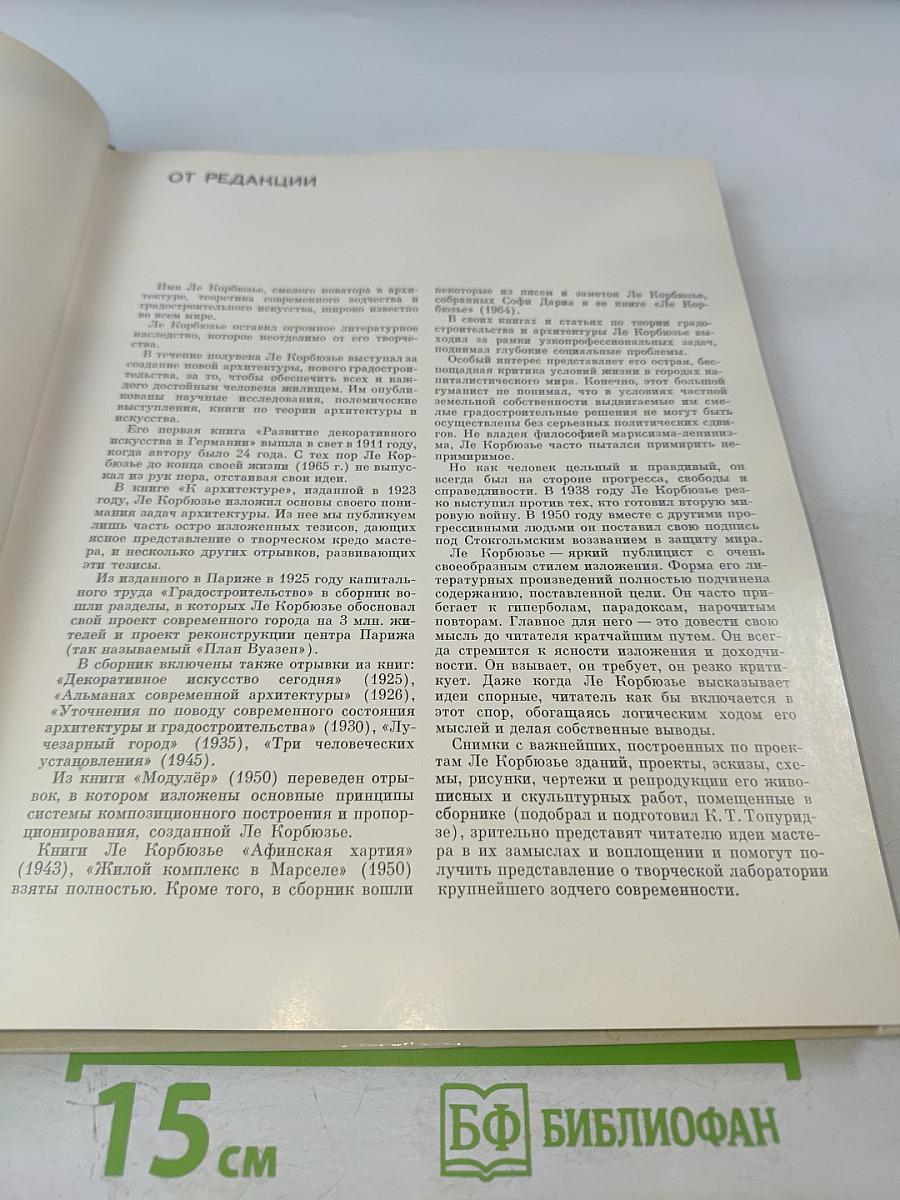 ОТ РЕДАКЦИИ
Имя Ле Корбюзье, смелого новатора в архи-
тектуре, теоретика современного зодчества и
градостроительного искусства, широко известно
во всем мире.
Ле Корбюзье оставил огромное литературное
наследство, которое неотделимо от его творче-
ства.
В течение полувека Ле Корбюзье выступал за
создание новой архитектуры, нового градострои-
тельства, за то, чтобы обеспечить всех и каж-
дого достойным человека жилищем. Им опубли-
кованы научные исследования, полемические
выступления, книги по теории архитектуры и
искусства.
Его первая книга «Развитие декоративного
искусства в Германии» вышла в свет в 1911 году,
когда автору было 24 года. С тех пор Ле Кор-
бюзье до конца своей жизни (1965 г.) не выпус-
кал из рук пера, отстаивая свои идеи.
В книге «К архитектуре», изданной в 1923
году, Ле Корбюзье изложил основы своего пони-
мания задач архитектуры. Из нее мы публикуем
лишь часть остро изложенных тезисов, дающих
ясное представление о творческом кредо масте-
ра, и несколько других отрывков, развивающих
эти тезисы.
Из изданного в Париже в 1925 году капиталь-
ного труда «Градостроительство» в сборник во-
шли разделы, в которых Ле Корбюзье обосновал
свой проект современного города на 3 млн. жи-
телей и проект реконструкции центра Парижа
(так называемый «План Вуазен»).
В сборник включены также отрывки из книг:
«Декоративное искусство сегодня» (1925),
«Альманах современной архитектуры» (1926),
«Уточнения по поводу современного состояния
архитектуры и градостроительства» (1930), «Лу-
чезарный город» (1935), «Три человеческих
установления» (1945).
Из книги «Модулёр» (1950) переведен отры-
вок, в котором изложены основные принципы
системы композиционного построения и пропор-
ционирования, созданной Ле Корбюзье.
Книги Ле Корбюзье «Афинская хартия»
(1943), «Жилой комплекс в Марселе» (1950)
взяты полностью. Кроме того, в сборник вошли
некоторые из писем и заметок Ле Корбюзье,
собранных Софи Дариа в ее книге «Ле Кор-
бюзье» (1964).
В своих книгах и статьях по теории градо-
строительства и архитектуры Ле Корбюзье вы-
ходил за рамки узкопрофессиональных задач,
поднимал глубокие социальные проблемы.
Особый интерес представляет его острая, бес-
пощадная критика условий жизни в городах ка-
питалистического мира. Конечно, этот большой
гуманист не понимал, что в условиях частной
земельной собственности выдвигаемые им сме-
лые градостроительные решения не могут быть
осуществлены без серьезных политических сдви-
гов. Не владея философией марксизма-ленинз-
ма, Ле Корбюзье часто пытался примирить не-
примиримое.
Но как человек цельный и правдивый, он
всегда был на стороне прогресса, свободы и
справедливости. В 1938 году Ле Корбюзье рез-
ко выступил против тех, кто готовил вторую ми-
ровую войну. В 1950 году вместе с другими про-
грессивными людьми он поставил свою подпись
под Стокгольмским воззванием в защиту мира.
Ле Корбюзье — яркий публицист с очень
своеобразным стилем изложения. Форма его ли-
тературных произведений полностью подчинена
содержанию, поставленной цели. Он часто при-
бегает к гиперболам, парадоксам, нарочитым
повторам. Главное для него — это довести свою
мысль до читателя кратчайшим путем. Он всег-
да стремится к ясности изложения и доходчи-
вости. Он взывает, он требует, он резко крити-
кует. Даже когда Ле Корбюзье высказывает
идеи спорные, читатель как бы включается в
этот спор, обогащаясь логическим ходом его
мыслей и делая собственные выводы.
Снимки с важнейших, построенных по проек-
там Ле Корбюзье зданий, проекты, эскизы, схе-
мы, рисунки, чертежи и репродукции его живо-
писных и скульптурных работ, помещенные в
сборнике (подобрал и подготовил К. Т. Топурид-
зе), зрительно представят читателю идеи масте-
ра в их замыслах и воплощении и помогут по-
лучить представление о творческой лаборатории
крупнейшего зодчего современности.
15 см
БФ БИБЛИОФАН